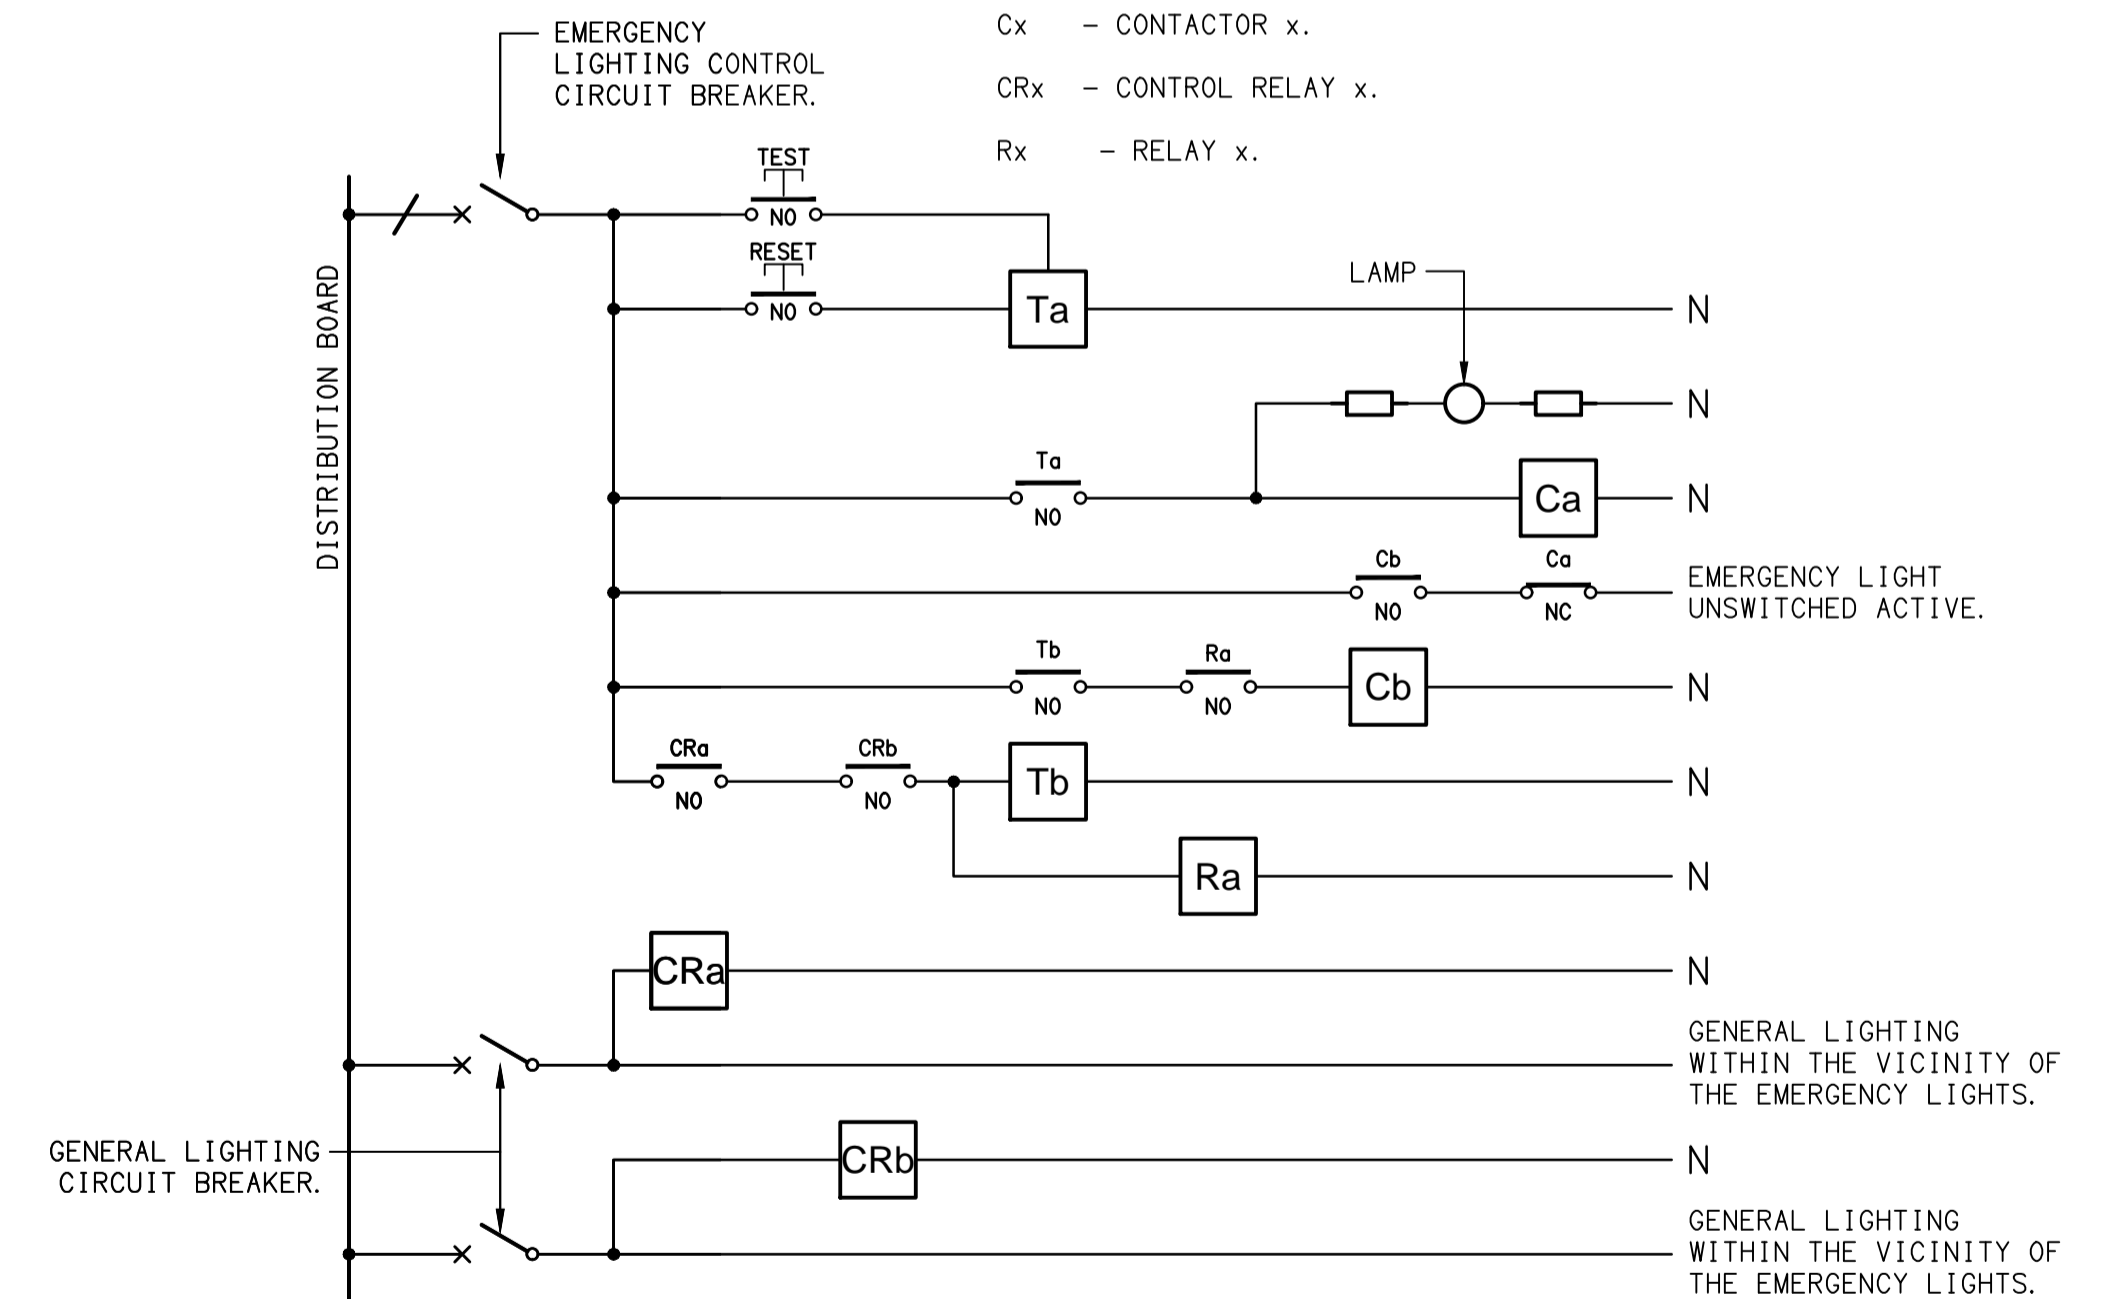 EMERGENCY
LIGHTING CONTROL
CIRCUIT BREAKER.
Cx – CONTACTOR x.
CRx – CONTROL RELAY x.
Rx – RELAY x.
TEST
NO
RESET
NO
Ta
N
DISTRIBUTION BOARD
LAMP
N
Ta
NO
Ca
N
Cb
NO
Ca
NC
EMERGENCY LIGHT
UNSWITCHED ACTIVE.
Tb
NO
Ra
NO
Cb
N
CRa
NO
CRb
NO
Tb
N
Ra
N
CRa
N
GENERAL LIGHTING
WITHIN THE VICINITY OF
THE EMERGENCY LIGHTS.
GENERAL LIGHTING
CIRCUIT BREAKER.
CRb
N
GENERAL LIGHTING
WITHIN THE VICINITY OF
THE EMERGENCY LIGHTS.